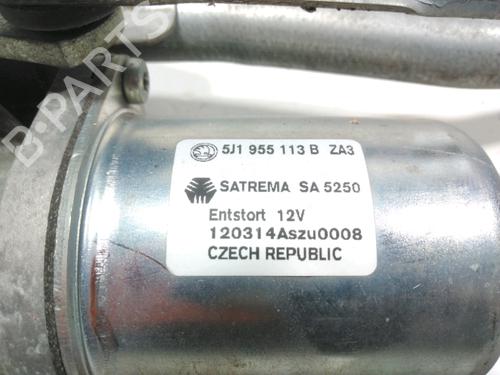 B-PARTS
5J1 955 113 B ZA3
SATREMA SA 5250
Entstort 12V
120314Aszu0008
CZECH REPUBLIC